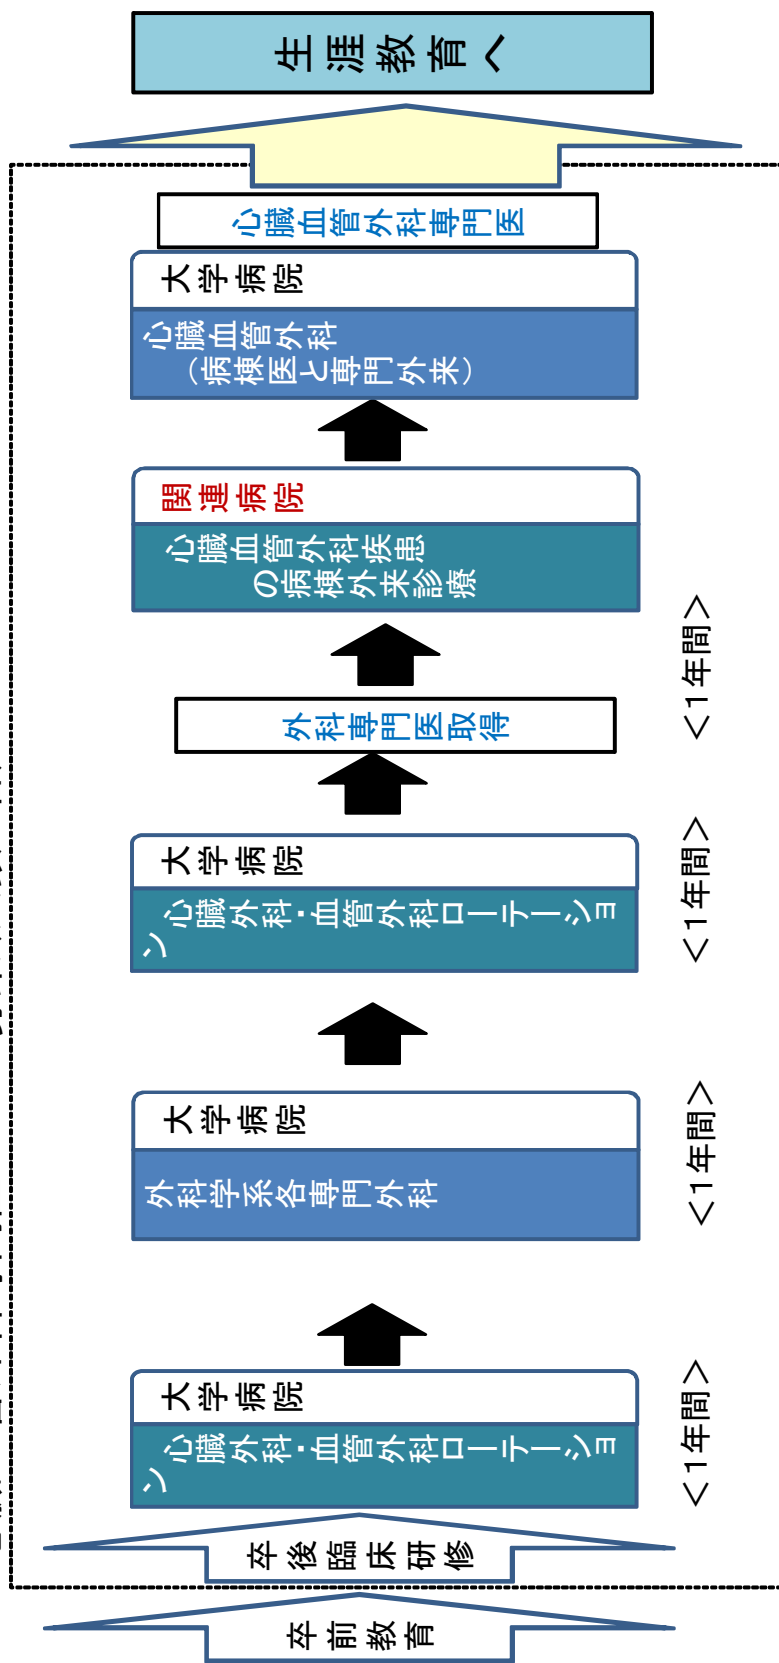 卒前教育
卒後臨床研修
大学病院
心臓外科・血管外科ローテーショ
ン
＜1年間＞
大学病院
外科学系各専門外科
＜1年間＞
大学病院
心臓外科・血管外科ローテーショ
ン
＜1年間＞
外科専門医取得
関連病院
心臓血管外科疾患
の病棟外来診療
＜1年間＞
大学病院
心臓血管外科
（病棟医と専門外来）
心臓血管外科専門医
生涯教育へ